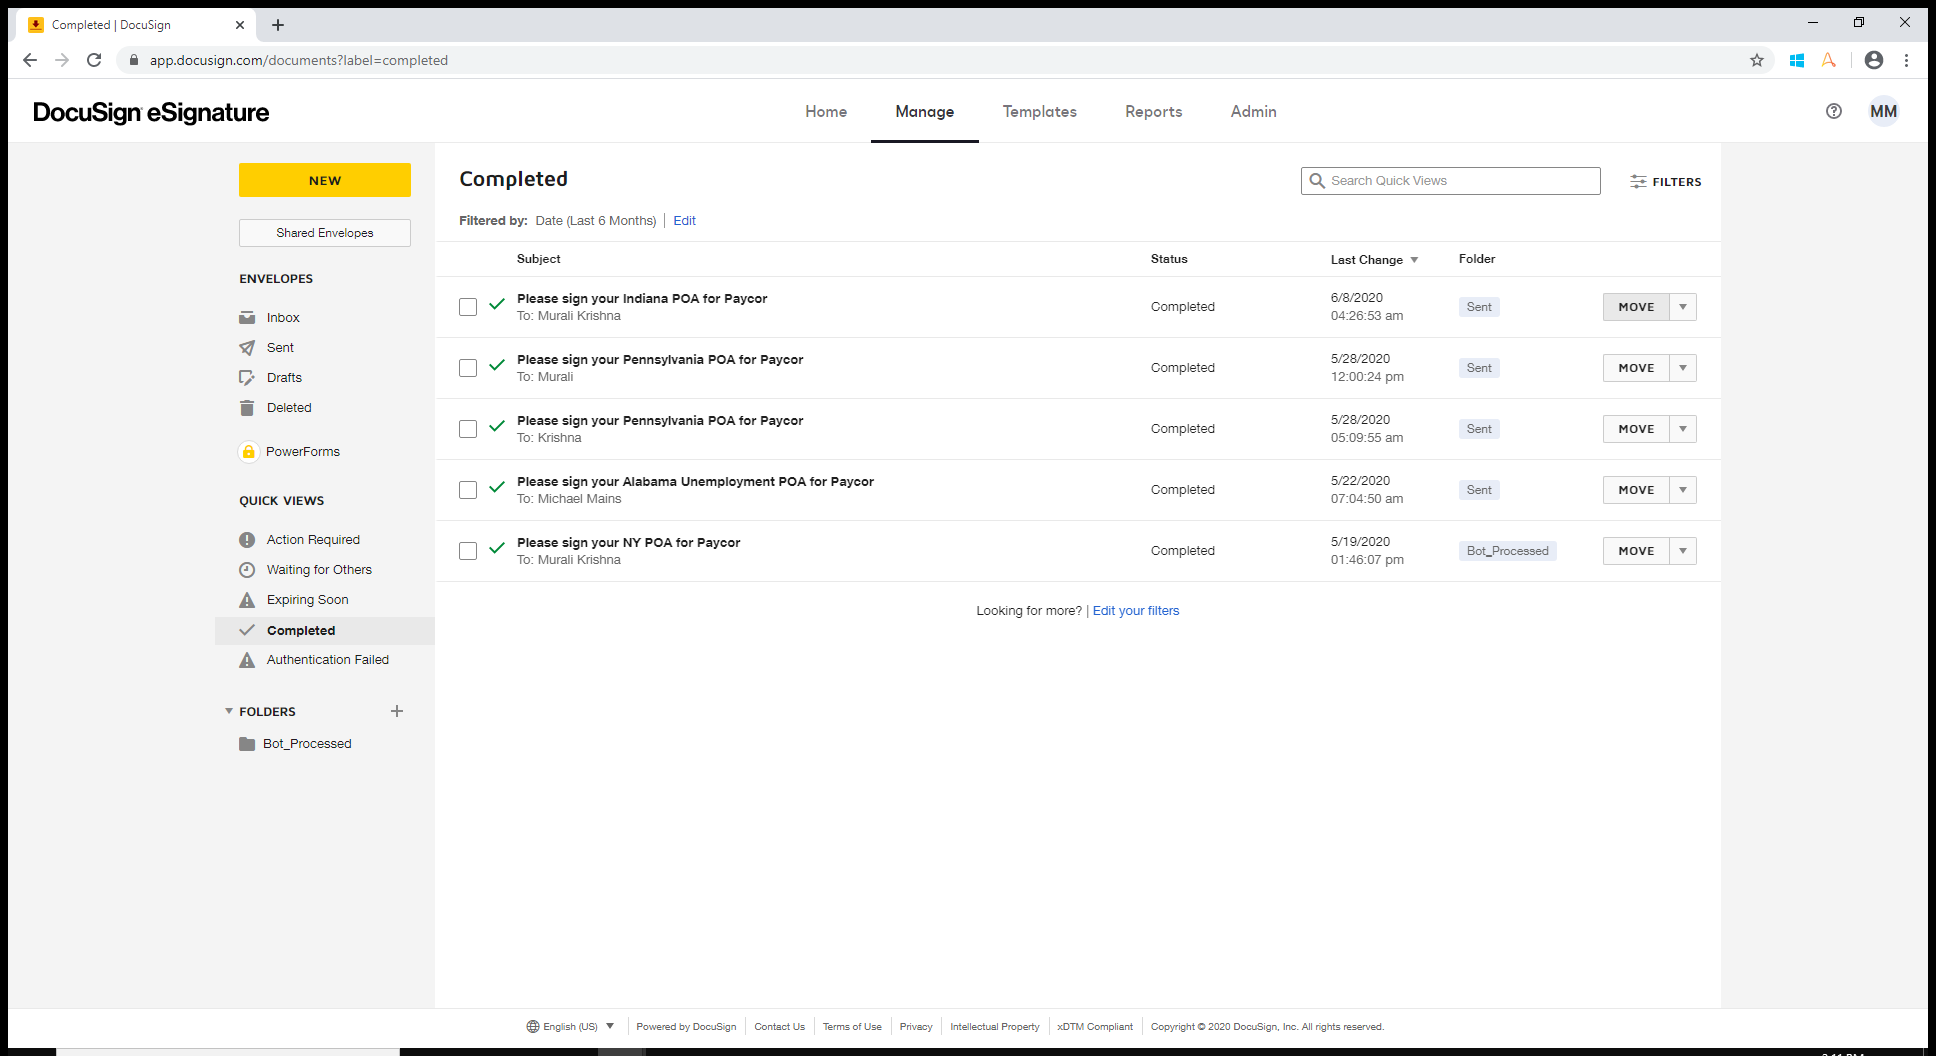 Completed | DocuSign
app.docusign.com/documents?label=completed
DocuSign eSignature
Home Manage Templates Reports Admin
MM
NEW
Shared Envelopes
ENVELOPES
Inbox
Sent
Drafts
Deleted
PowerForms
QUICK VIEWS
Action Required
Waiting for Others
Expiring Soon
Completed
Authentication Failed
FOLDERS
Bot_Processed
Completed
Search Quick Views
FILTERS
Filtered by: Date (Last 6 Months) | Edit
Subject Status Last Change Folder
Please sign your Indiana POA for Paycor
To: Murali Krishna
Completed
6/8/2020
04:26:53 am
Sent
MOVE
Please sign your Pennsylvania POA for Paycor
To: Murali
Completed
5/28/2020
12:00:24 pm
Sent
MOVE
Please sign your Pennsylvania POA for Paycor
To: Krishna
Completed
5/28/2020
05:09:55 am
Sent
MOVE
Please sign your Alabama Unemployment POA for Paycor
To: Michael Mains
Completed
5/22/2020
07:04:50 am
Sent
MOVE
Please sign your NY POA for Paycor
To: Murali Krishna
Completed
5/19/2020
01:46:07 pm
Bot_Processed
MOVE
Looking for more? | Edit your filters
English (US) Powered by DocuSign Contact Us Terms of Use Privacy Intellectual Property xDTM Compliant Copyright © 2020 DocuSign, Inc. All rights reserved.